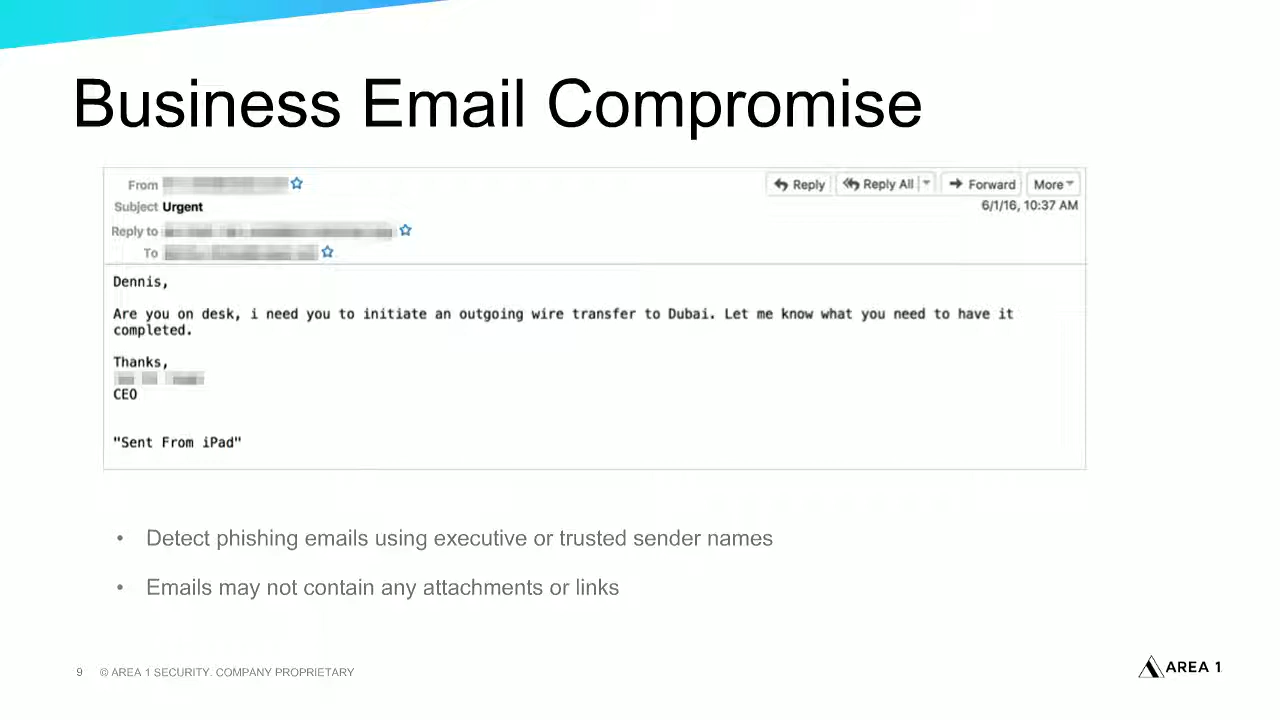 Business Email Compromise
From
Reply Reply All Forward More
Subject Urgent
6/1/16, 10:37 AM
Reply to
To
Dennis,
Are you on desk, i need you to initiate an outgoing wire transfer to Dubai. Let me know what you need to have it
completed.
Thanks,
CEO
"Sent From iPad"
• Detect phishing emails using executive or trusted sender names
• Emails may not contain any attachments or links
9 © AREA 1 SECURITY. COMPANY PROPRIETARY
AREA 1